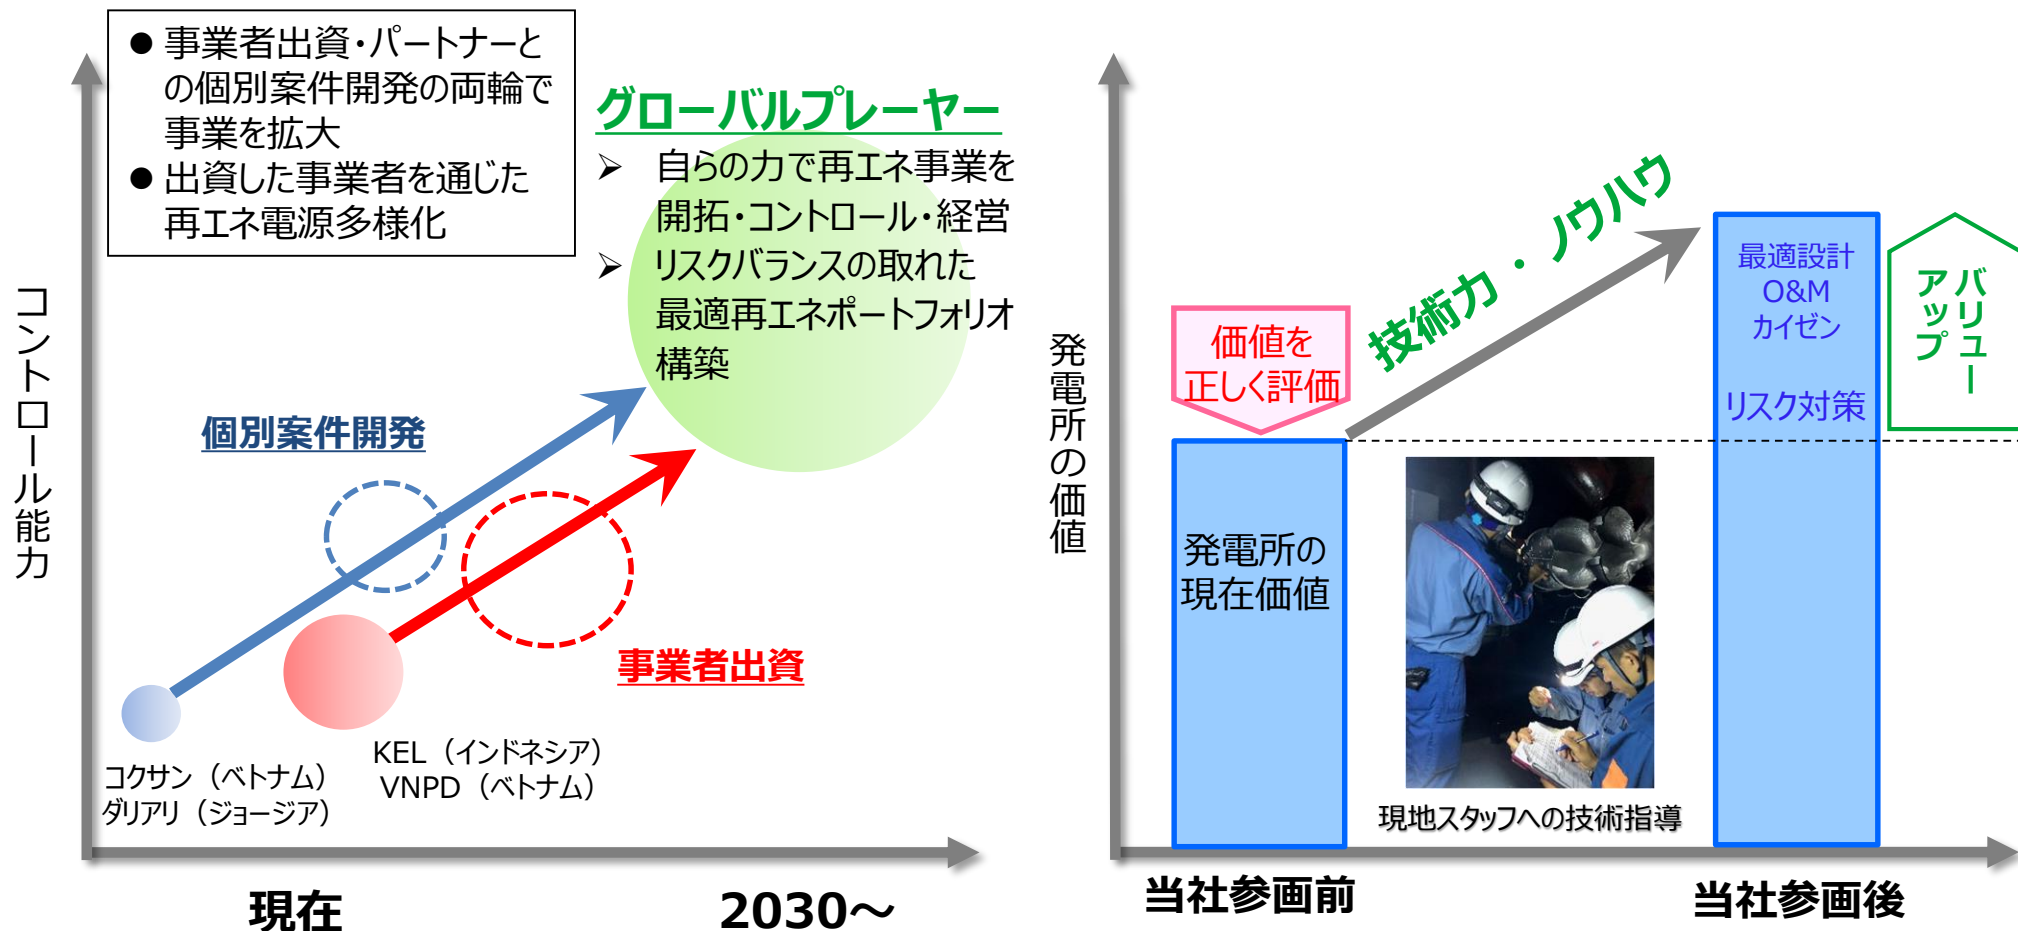 ● 事業者出資・パートナーと
の個別案件開発の両輪で
事業を拡大
● 出資した事業者を通じた
再エネ電源多様化
グローバルプレーヤー
➢ 自らの力で再エネ事業を
開拓・コントロール・経営
➢ リスクバランスの取れた
最適再エネポートフォリオ
構築
コントロール能力
個別案件開発
事業者出資
コクサン（ベトナム）
ダリアリ（ジョージア）
KEL（インドネシア）
VNPD（ベトナム）
現在
2030～
発電所の価値
価値を
正しく評価
技術力・ノウハウ
最適設計
O&M
カイゼン
リスク対策
バリュー
アップ
発電所の
現在価値
現地スタッフへの技術指導
当社参画前
当社参画後